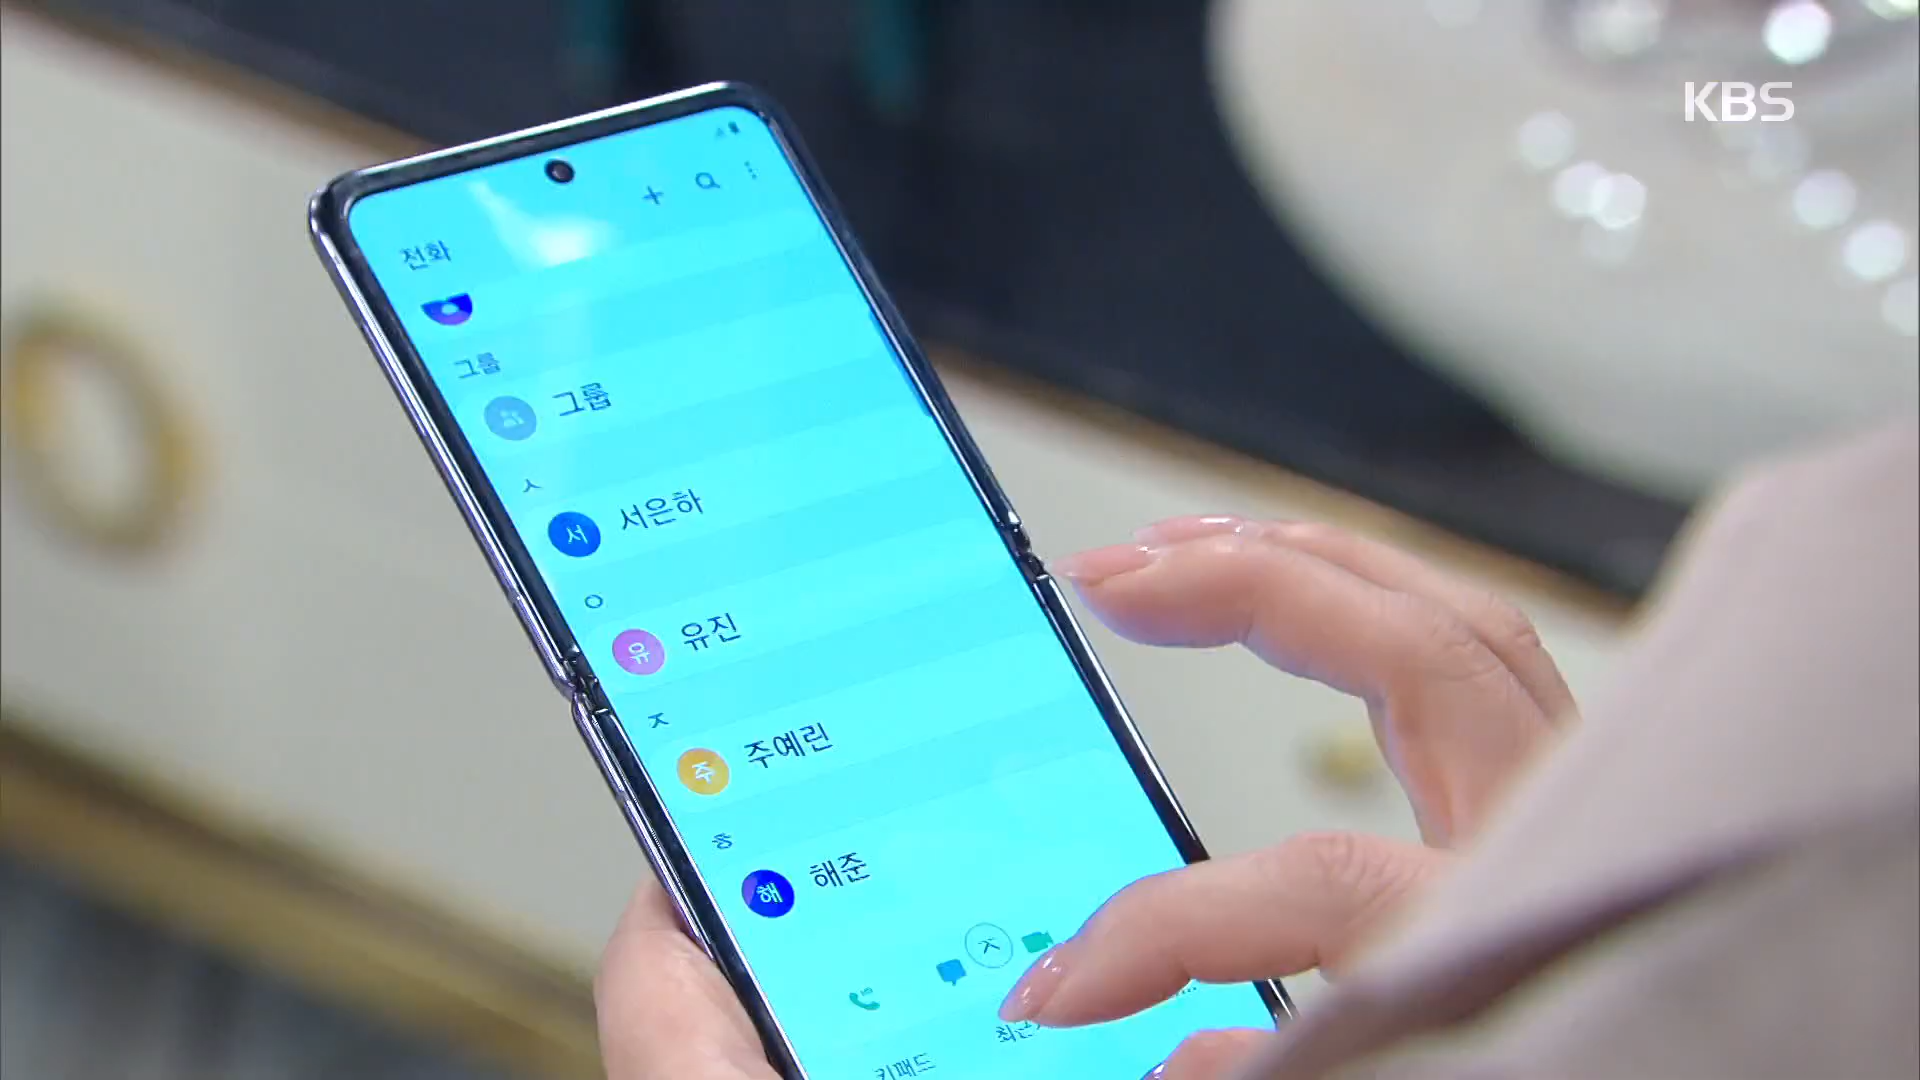 KBS
전화
그룹
그룹
ㅅ
서 서은하
ㅇ
유 유진
ㅈ
주 주예린
ㅎ
해 해준
키패드